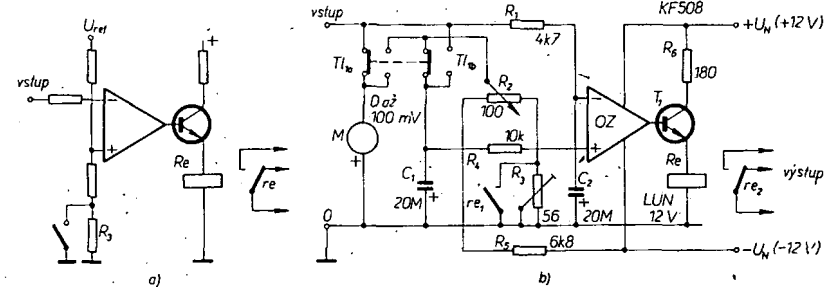 U_ref
+
vstup
−
+
Re
re
R3
a)
vstup
R1
4k7
KF508
+U_N (+12 V)
R6
180
Tl1a
Tl1b
0 až
100 mV
M
+
R2
100
−
OZ
+
T1
R4
10k
C1
+
20M
re1
R3
56
C2
+
20M
Re
LUN
12 V
re2
výstup
0
R5
6k8
−U_N (−12 V)
b)